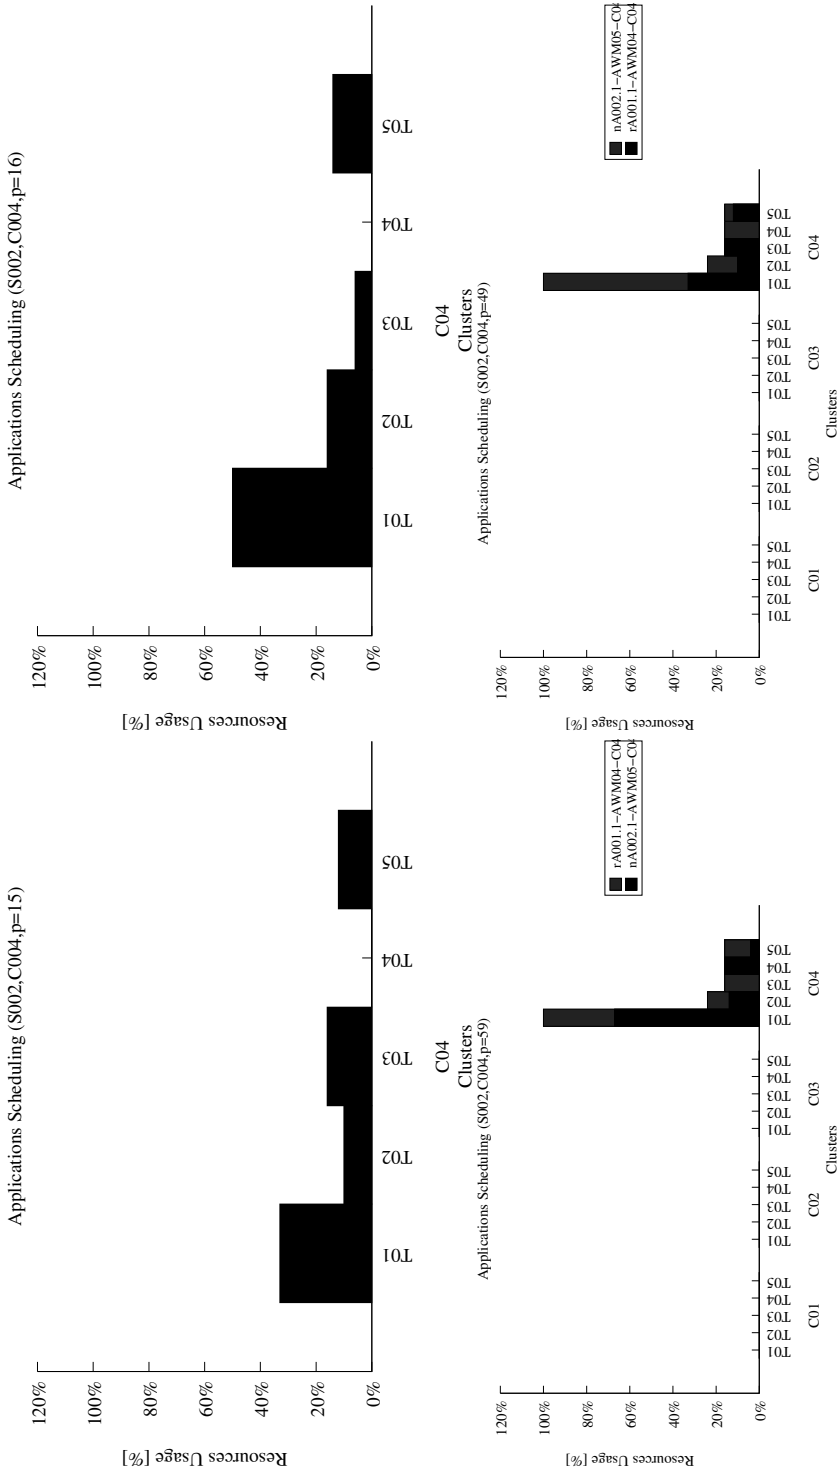 Applications Scheduling (S002,C004,p=15)
120%
100%
80%
60%
40%
20%
0%
Resources Usage [%]
T01
T02
T03
T04
T05
C04
Clusters
Applications Scheduling (S002,C004,p=16)
120%
100%
80%
60%
40%
20%
0%
Resources Usage [%]
T01
T02
T03
T04
T05
C04
Clusters
Applications Scheduling (S002,C004,p=59)
120%
100%
80%
60%
40%
20%
0%
Resources Usage [%]
T01
T02
T03
T04
T05
T01
T02
T03
T04
T05
T01
T02
T03
T04
T05
T01
T02
T03
T04
T05
C01
C02
C03
C04
Clusters
rA001.1−AWM04−C04
nA002.1−AWM05−C04
Applications Scheduling (S002,C004,p=49)
120%
100%
80%
60%
40%
20%
0%
Resources Usage [%]
T01
T02
T03
T04
T05
T01
T02
T03
T04
T05
T01
T02
T03
T04
T05
T01
T02
T03
T04
T05
C01
C02
C03
C04
Clusters
nA002.1−AWM05−C04
rA001.1−AWM04−C04